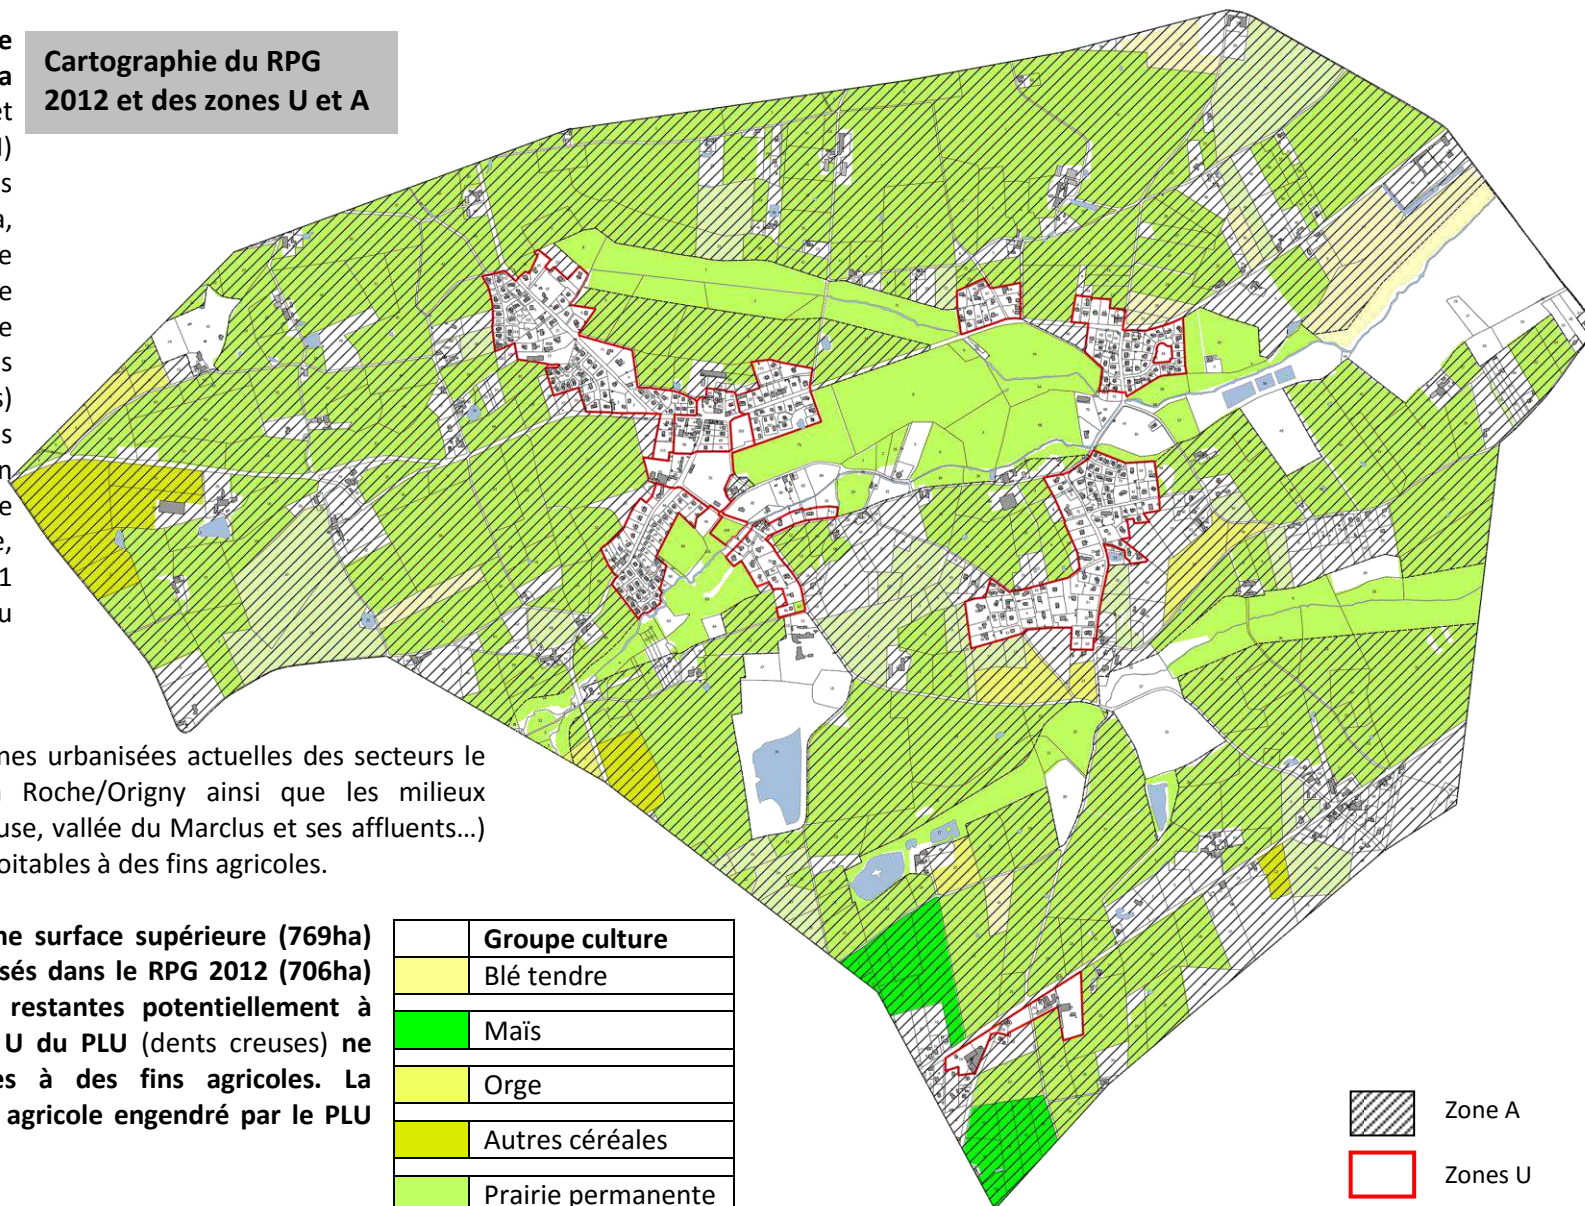 e
a
Cartographie du RPG
2012 et des zones U et A
et
)
s
a,
e
e
e
s
s)
s
n
e
e,
1
u
nes urbanisées actuelles des secteurs le
Roche/Origny ainsi que les milieux
use, vallée du Marclus et ses affluents…)
oitables à des fins agricoles.
ne surface supérieure (769ha)
sés dans le RPG 2012 (706ha)
restantes potentiellement à
U du PLU (dents creuses) ne
es à des fins agricoles. La
agricole engendré par le PLU
Groupe culture
Blé tendre
Maïs
Orge
Autres céréales
Prairie permanente
Zone A
Zones U